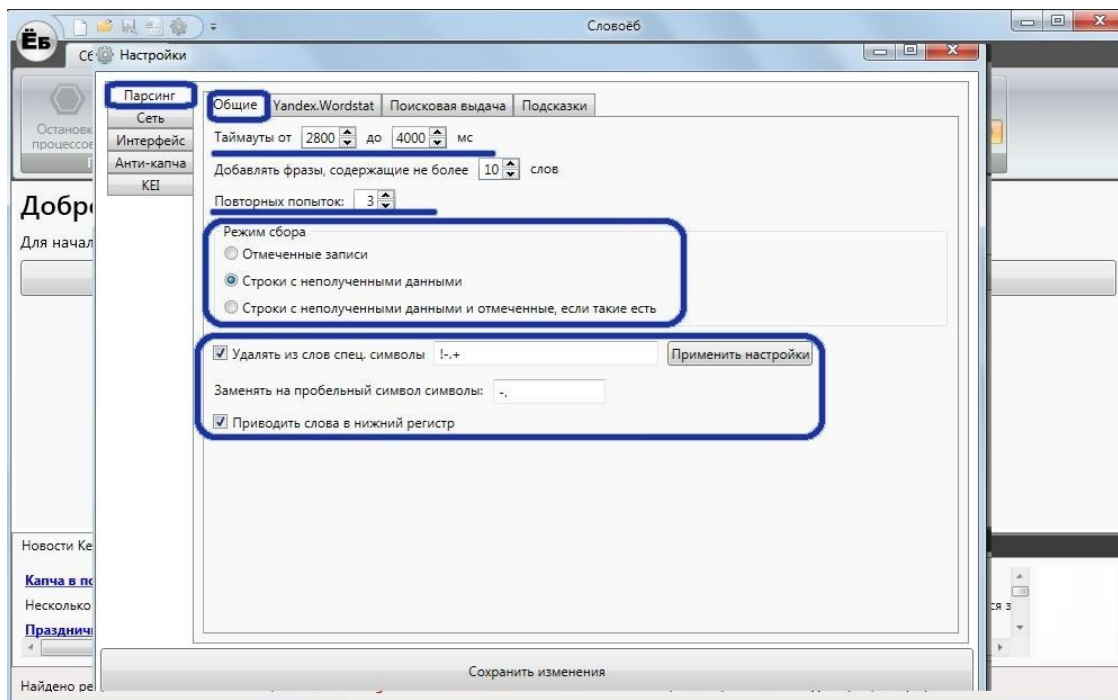 Словоёб
ЁБ
Настройки
Парсинг
Сеть
Интерфейс
Анти-капча
KEI
Общие
Yandex.Wordstat
Поисковая выдача
Подсказки
Таймауты от 2800 до 4000 мс
Добавлять фразы, содержащие не более 10 слов
Повторных попыток: 3
Режим сбора
Отмеченные записи
Строки с неполученными данными
Строки с неполученными данными и отмеченные, если такие есть
Удалять из слов спец. символы !-.+ Применить настройки
Заменять на пробельный символ символы: -.
Приводить слова в нижний регистр
Для начал
Новости Ке
Капча в по
Несколько
Праздничн
Сохранить изменения
Найдено ре